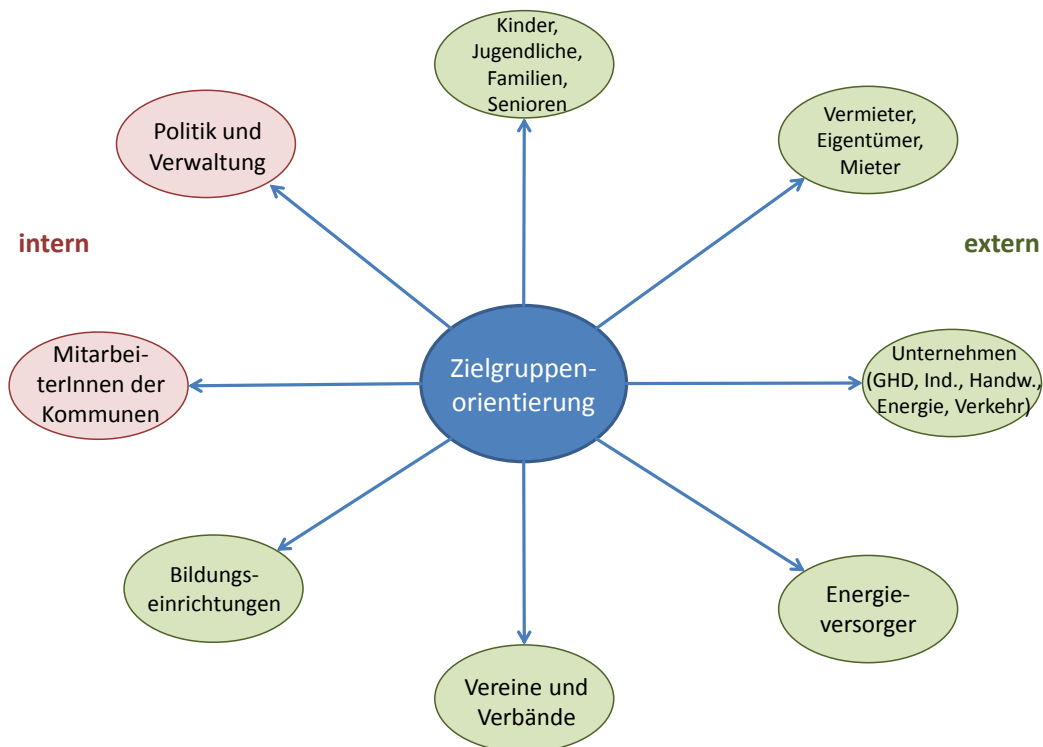 Kinder,
Jugendliche,
Familien,
Senioren
Politik und
Verwaltung
Vermieter,
Eigentümer,
Mieter
intern
extern
Mitarbei-
terInnen der
Kommunen
Zielgruppen-
orientierung
Unternehmen
(GHD, Ind., Handw.,
Energie, Verkehr)
Bildungs-
einrichtungen
Energie-
versorger
Vereine und
Verbände